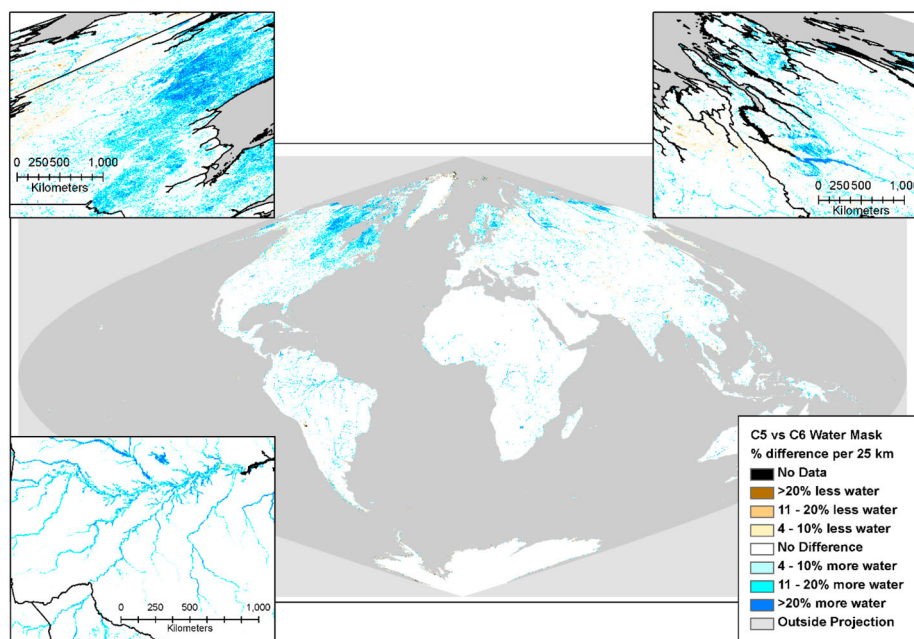 0 250 500 1,000
Kilometers
0 250 500 1,000
Kilometers
0 500 1,000
Kilometers
C5 vs C6 Water Mask
% difference per 25 km
No Data
>20% less water
11 - 20% less water
4 - 10% less water
No Difference
4 - 10% more water
11 - 20% more water
>20% more water
Outside Projection